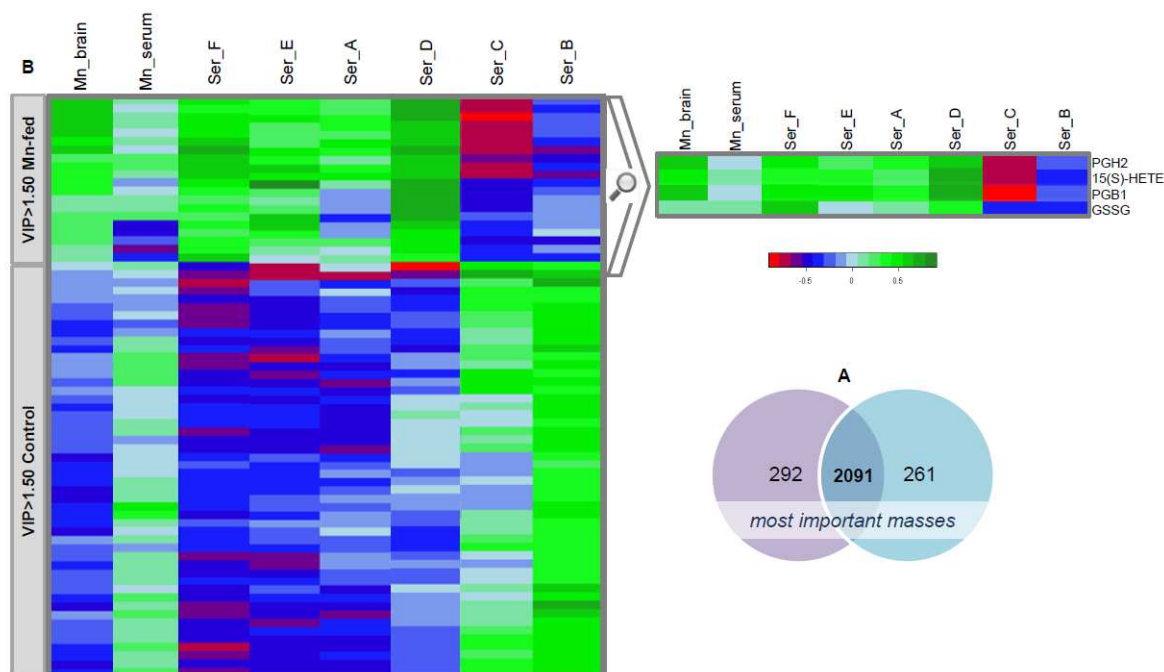 B
Mn_brain Mn_serum Ser_F Ser_E Ser_A Ser_D Ser_C Ser_B
VIP>1.50 Mn-fed
VIP>1.50 Control
Mn_brain Mn_serum Ser_F Ser_E Ser_A Ser_D Ser_C Ser_B
PGH2
15(S)-HETE
PGB1
GSSG
-0.5 0 0.5
A
292 2091 261
most important masses